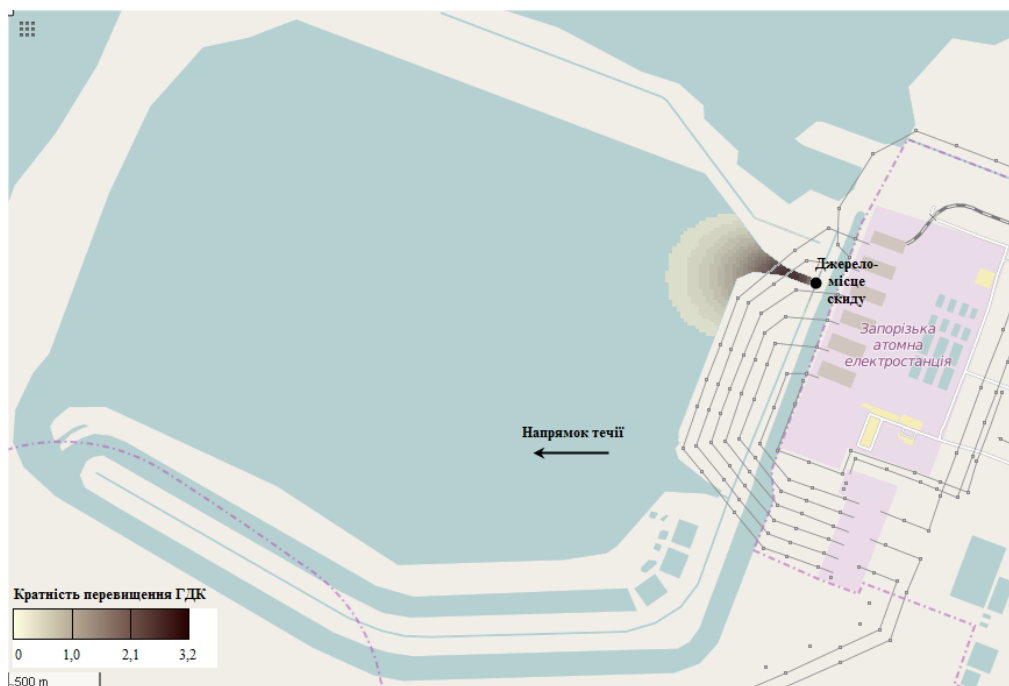 Джерело-
місце
скиду
Запорізька
атомна
електростанція
Напрямок течії
Кратність перевищення ГДК
0 1,0 2,1 3,2
500 m